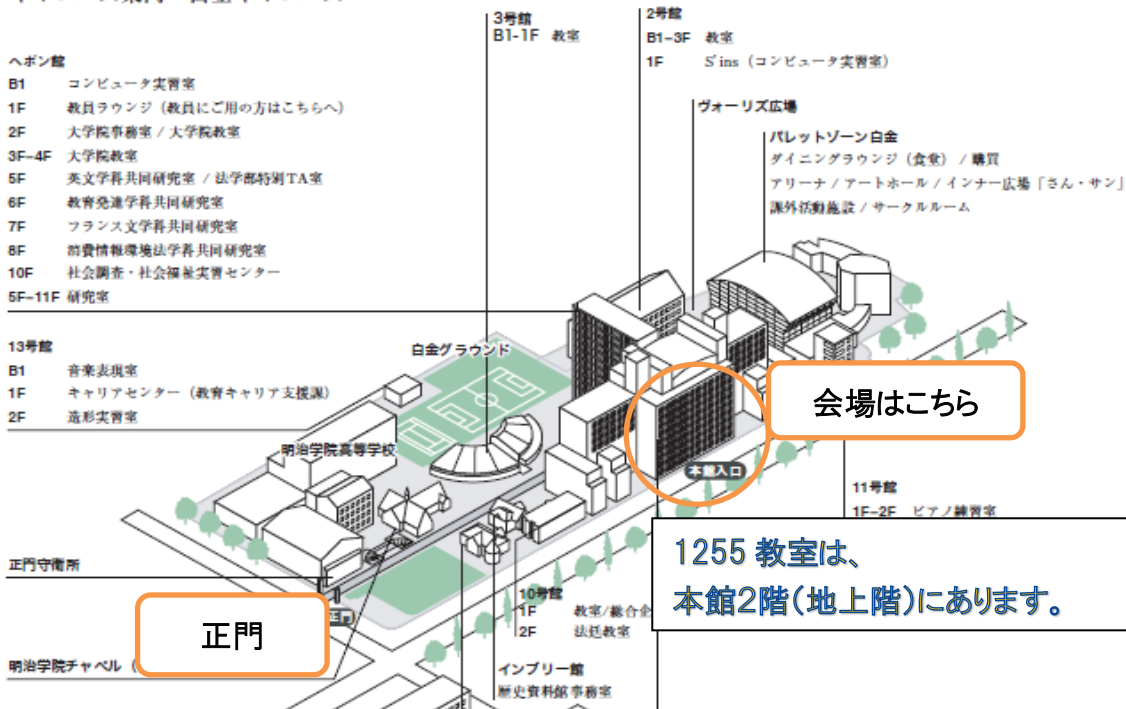 3号館
B1-1F 教室
2号館
B1-3F 教室
1F S'ins（コンピュータ実習室）
ヘボン館
B1 コンピュータ実習室
1F 教員ラウンジ（教員にご用の方はこちらへ）
2F 大学院事務室 / 大学院教室
3F-4F 大学院教室
5F 英文学科共同研究室 / 法学部特別TA室
6F 教育発達学科共同研究室
7F フランス文学科共同研究室
8F 消費情報環境法学科共同研究室
10F 社会調査・社会福祉実習センター
5F-11F 研究室
ヴォーリズ広場
パレットゾーン白金
ダイニングラウンジ（食堂）/ 購買
アリーナ / アートホール / インナー広場「さん・サン」
課外活動施設 / サークルルーム
13号館
B1 音楽表現室
1F キャリアセンター（教育キャリア支援課）
2F 造形実習室
白金グラウンド
会場はこちら
明治学院高等学校
本館入口
11号館
1F-2F ピアノ練習室
1255 教室は、
本館2階(地上階)にあります。
正門守衛所
10号館
1F 教室/総合企
2F 法廷教室
正門
明治学院チャペル（
インブリー館
歴史資料館事務室